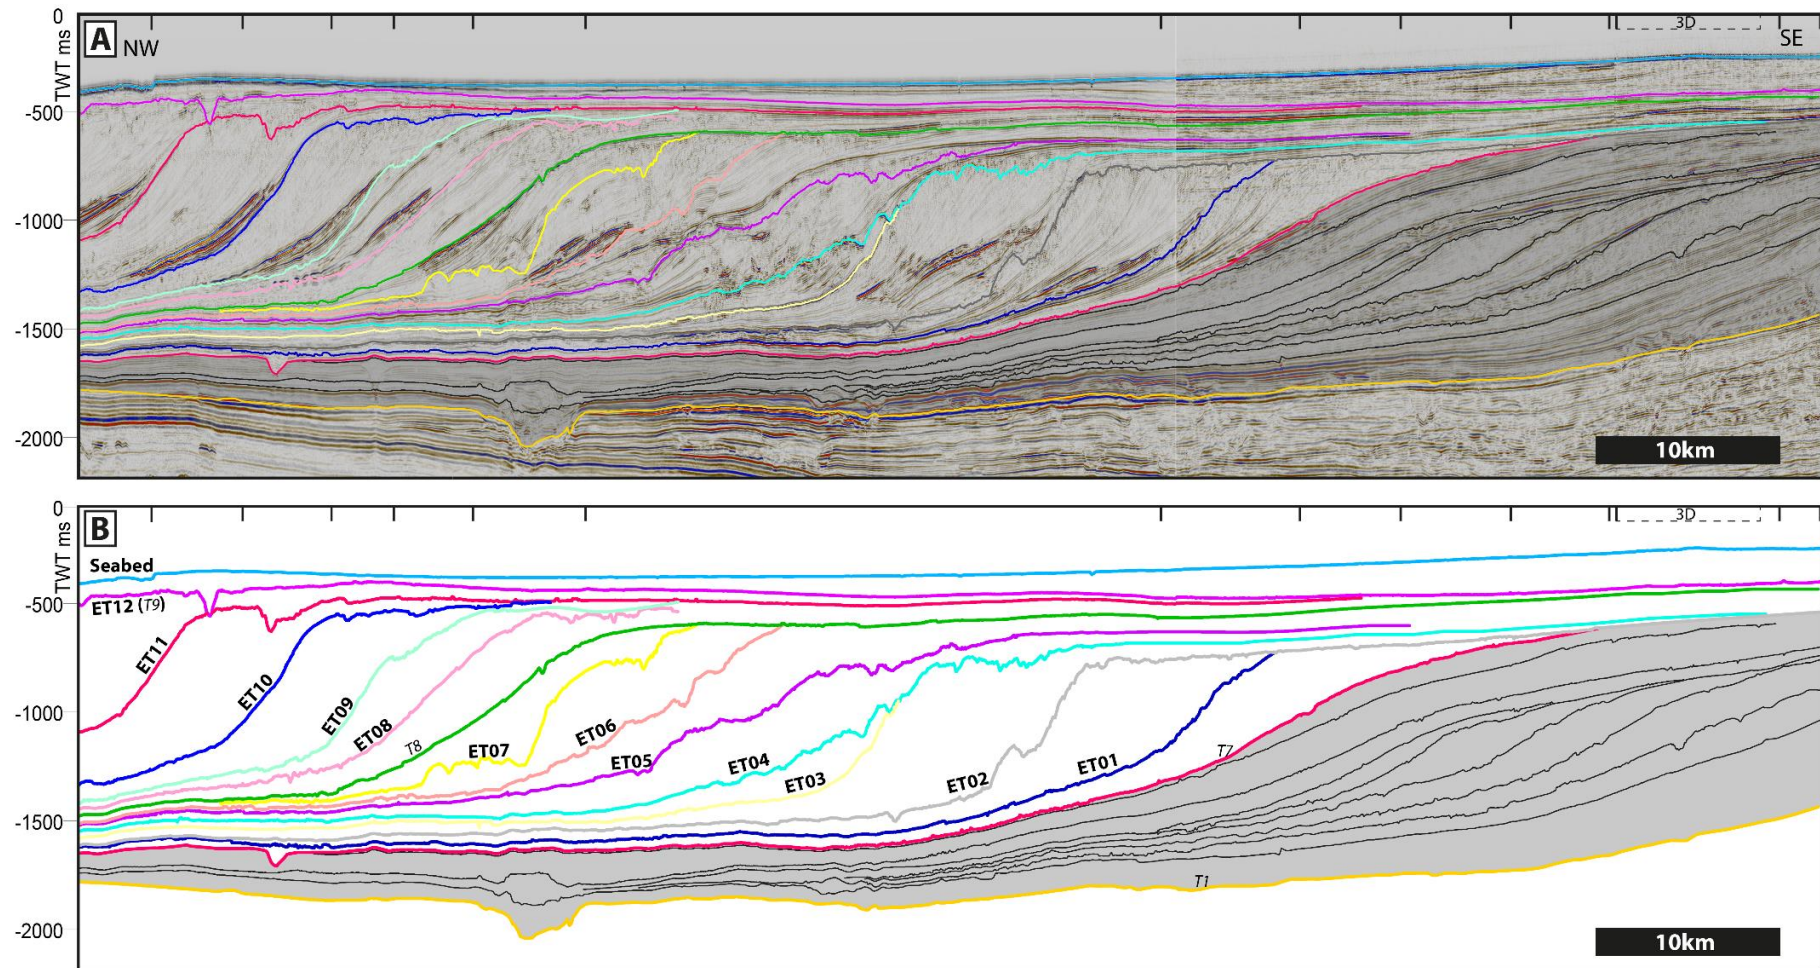 0
TWT ms
A NW
3D
SE
-500
-1000
-1500
-2000
10km
0
TWT ms
B
3D
Seabed
-500
ET12 (T9)
ET11
ET10
ET09
ET08
T8
ET07
ET06
ET05
ET04
ET03
ET02
ET01
T7
-1000
-1500
T1
-2000
10km